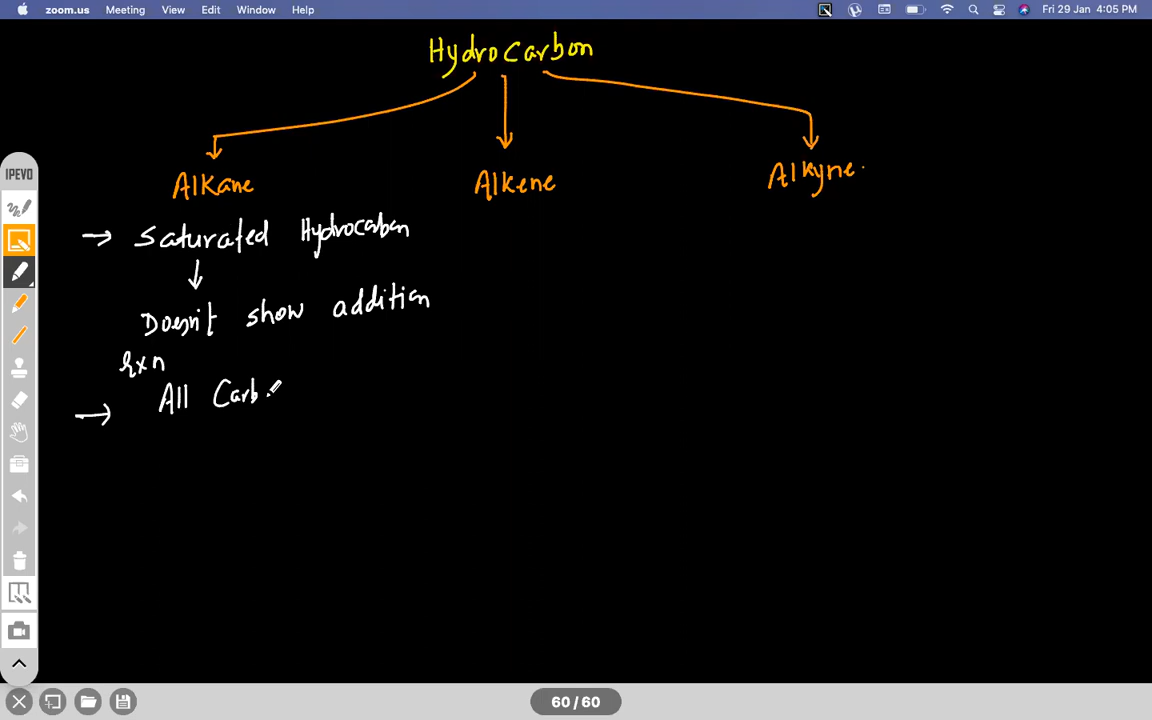 zoom.us Meeting View Edit Window Help Fri 29 Jan 4:05 PM
HydroCarbon
Alkane Alkene Alkyne.
IPEVO
→ Saturated Hydrocarbon
↓
Doesn't show addition
rxn
→ All Carb
60 / 60